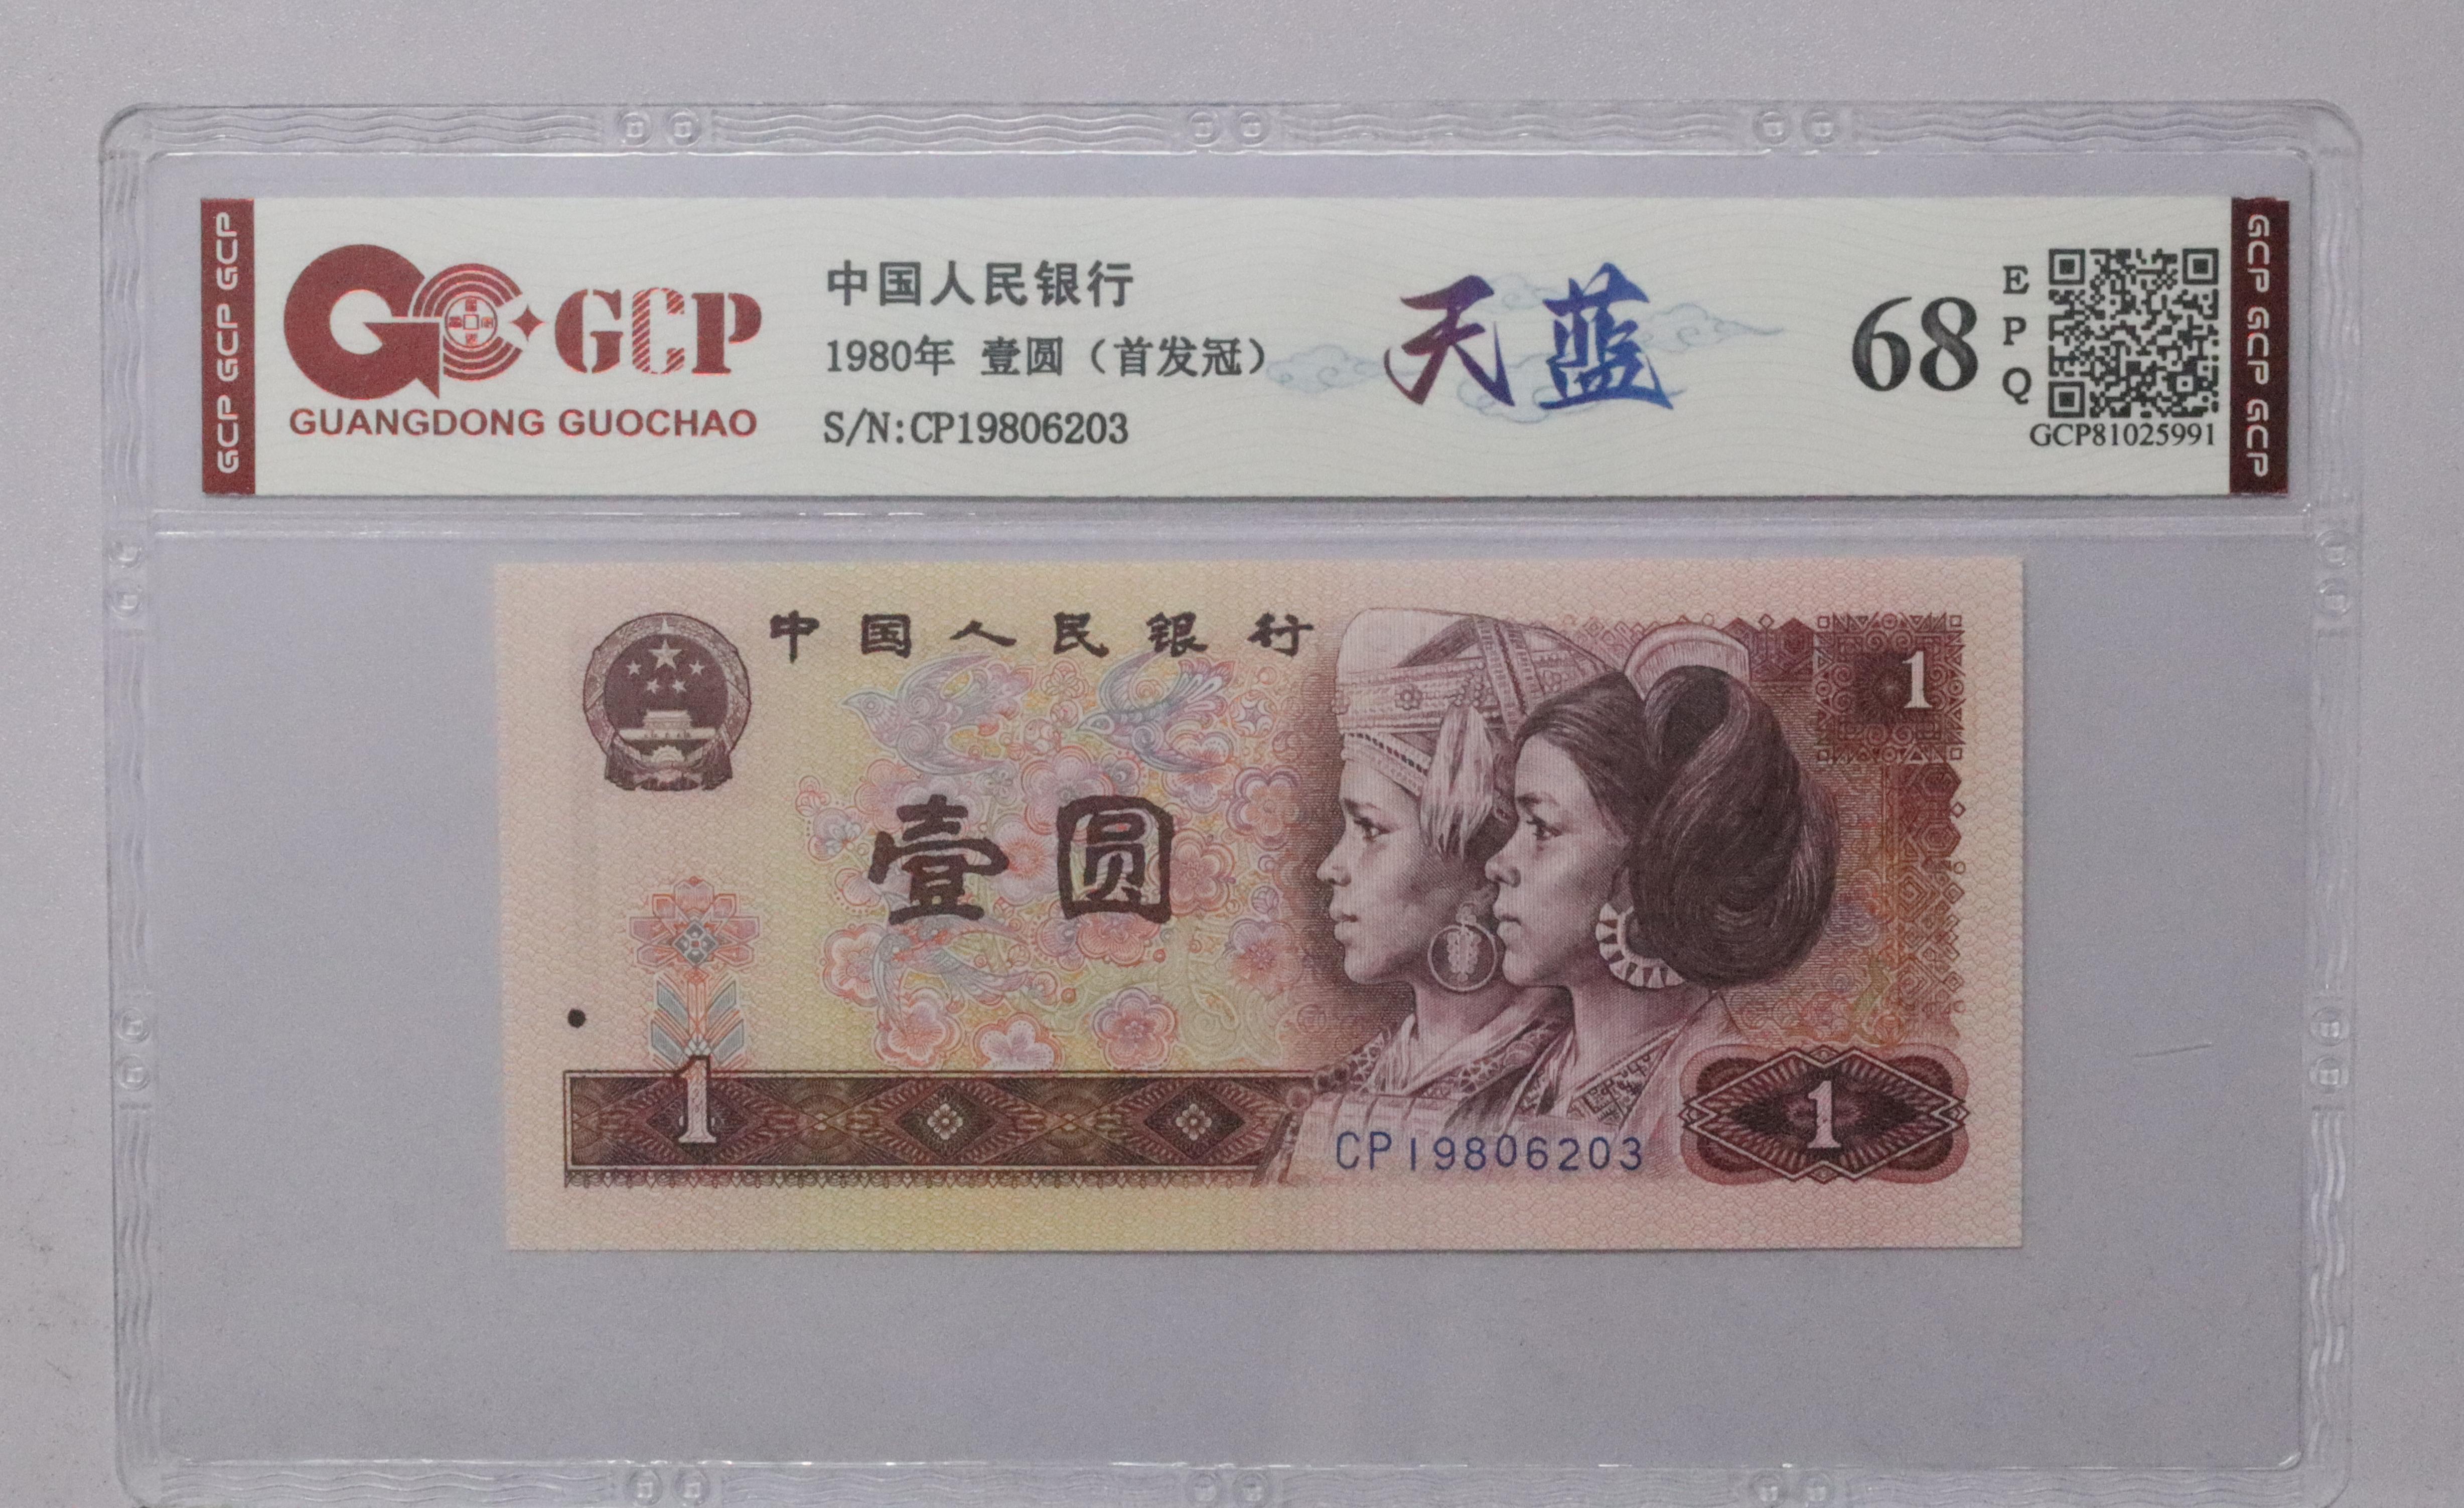 GCP GCP GCP
GCP
GUANGDONG GUOCHAO
中国人民银行
1980年 壹圆（首发冠）
S/N:CP19806203
天蓝
68
E
P
Q
GCP81025991
GCP GCP GCP
中国人民银行
1
壹圆
1
CP19806203
1